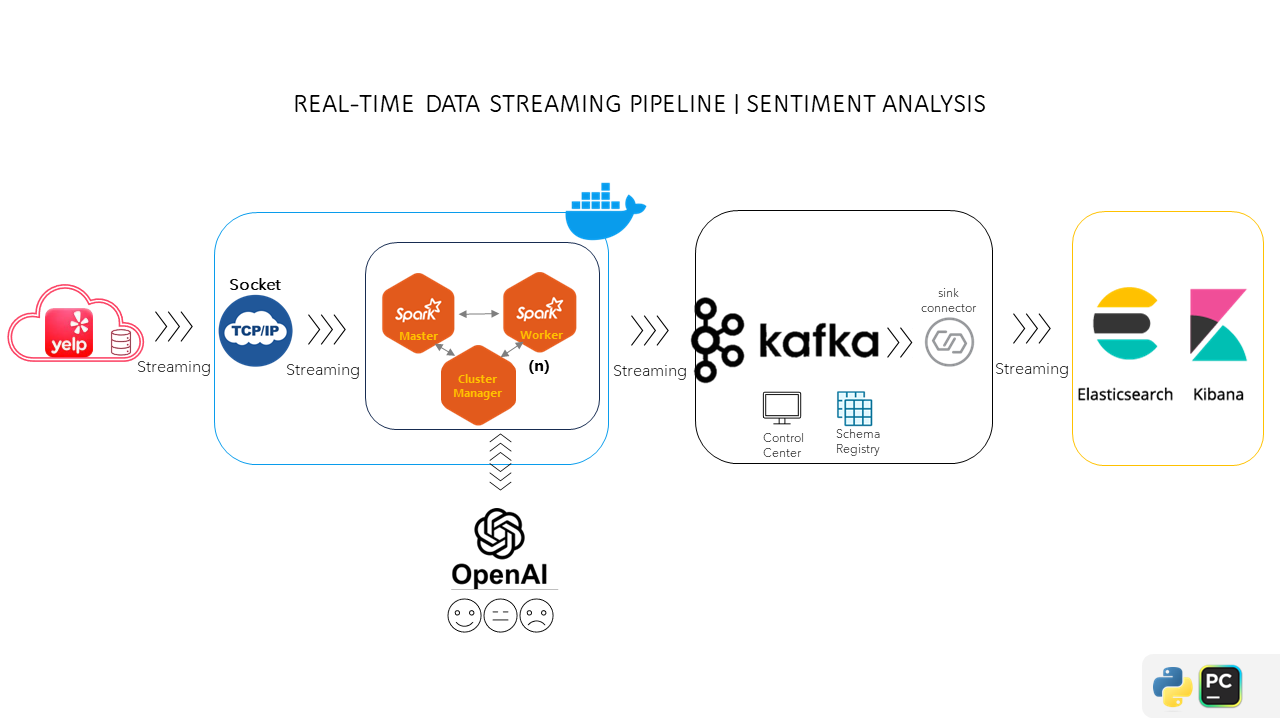 REAL-TIME DATA STREAMING PIPELINE | SENTIMENT ANALYSIS
yelp
Streaming
Socket
TCP/IP
Streaming
Spark
Master
Spark
Worker
(n)
Cluster
Manager
OpenAI
Streaming
kafka
sink
connector
Control
Center
Schema
Registry
Streaming
Elasticsearch
Kibana
PC